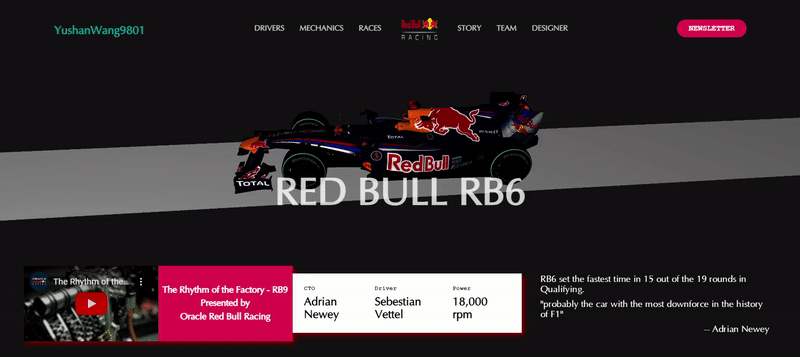 YushanWang9801
DRIVERS MECHANICS RACES
Red Bull
RACING
STORY TEAM DESIGNER
NEWSLETTER
TOTAL
Red Bull
TOTAL
RED BULL RB6
The Rhythm of the...
The Rhythm of the Factory - RB9
Presented by
Oracle Red Bull Racing
CTO
Adrian
Newey
Driver
Sebestian
Vettel
Power
18,000
rpm
RB6 set the fastest time in 15 out of the 19 rounds in
Qualifying.
"probably the car with the most downforce in the history
of F1"
-- Adrian Newey